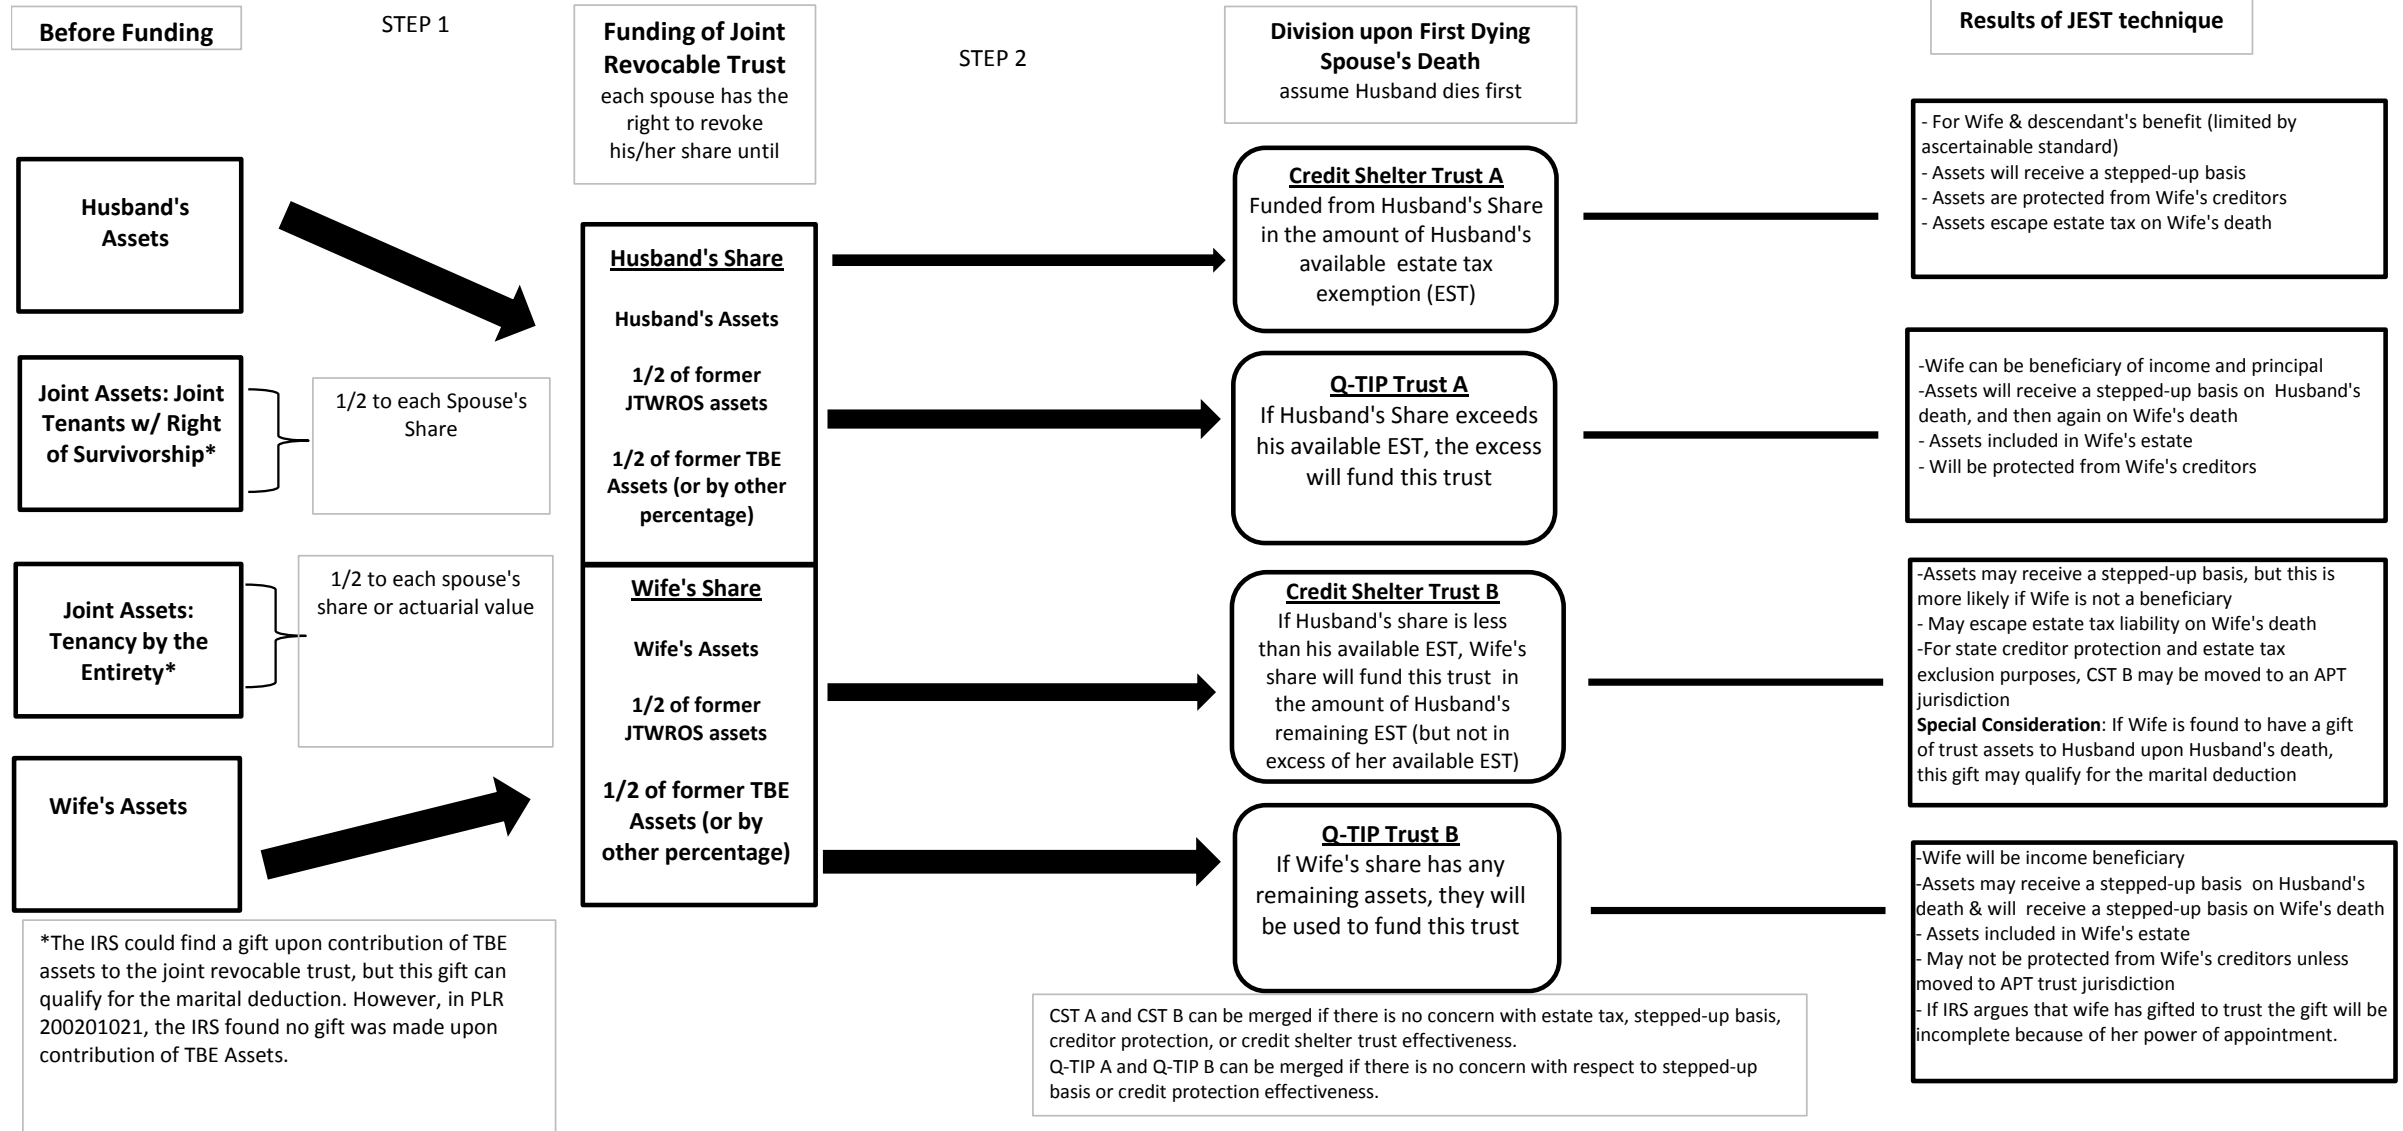 Before Funding
STEP 1
Funding of Joint
Revocable Trust
each spouse has the
right to revoke
his/her share until
STEP 2
Division upon First Dying
Spouse's Death
assume Husband dies first
Results of JEST technique
Husband's
Assets
Joint Assets: Joint
Tenants w/ Right
of Survivorship*
1/2 to each Spouse's
Share
Joint Assets:
Tenancy by the
Entirety*
1/2 to each spouse's
share or actuarial value
Wife's Assets
*The IRS could find a gift upon contribution of TBE
assets to the joint revocable trust, but this gift can
qualify for the marital deduction. However, in PLR
200201021, the IRS found no gift was made upon
contribution of TBE Assets.
Husband's Share
Husband's Assets
1/2 of former
JTWROS assets
1/2 of former TBE
Assets (or by other
percentage)
Wife's Share
Wife's Assets
1/2 of former
JTWROS assets
1/2 of former TBE
Assets (or by
other percentage)
Credit Shelter Trust A
Funded from Husband's Share
in the amount of Husband's
available estate tax
exemption (EST)
Q-TIP Trust A
If Husband's Share exceeds
his available EST, the excess
will fund this trust
Credit Shelter Trust B
If Husband's share is less
than his available EST, Wife's
share will fund this trust in
the amount of Husband's
remaining EST (but not in
excess of her available EST)
Q-TIP Trust B
If Wife's share has any
remaining assets, they will
be used to fund this trust
CST A and CST B can be merged if there is no concern with estate tax, stepped-up basis,
creditor protection, or credit shelter trust effectiveness.
Q-TIP A and Q-TIP B can be merged if there is no concern with respect to stepped-up
basis or credit protection effectiveness.
- For Wife & descendant's benefit (limited by
ascertainable standard)
- Assets will receive a stepped-up basis
- Assets are protected from Wife's creditors
- Assets escape estate tax on Wife's death
-Wife can be beneficiary of income and principal
-Assets will receive a stepped-up basis on Husband's
death, and then again on Wife's death
- Assets included in Wife's estate
- Will be protected from Wife's creditors
-Assets may receive a stepped-up basis, but this is
more likely if Wife is not a beneficiary
- May escape estate tax liability on Wife's death
-For state creditor protection and estate tax
exclusion purposes, CST B may be moved to an APT
jurisdiction
Special Consideration: If Wife is found to have a gift
of trust assets to Husband upon Husband's death,
this gift may qualify for the marital deduction
-Wife will be income beneficiary
-Assets may receive a stepped-up basis on Husband's
death & will receive a stepped-up basis on Wife's death
- Assets included in Wife's estate
- May not be protected from Wife's creditors unless
moved to APT trust jurisdiction
- If IRS argues that wife has gifted to trust the gift will be
incomplete because of her power of appointment.